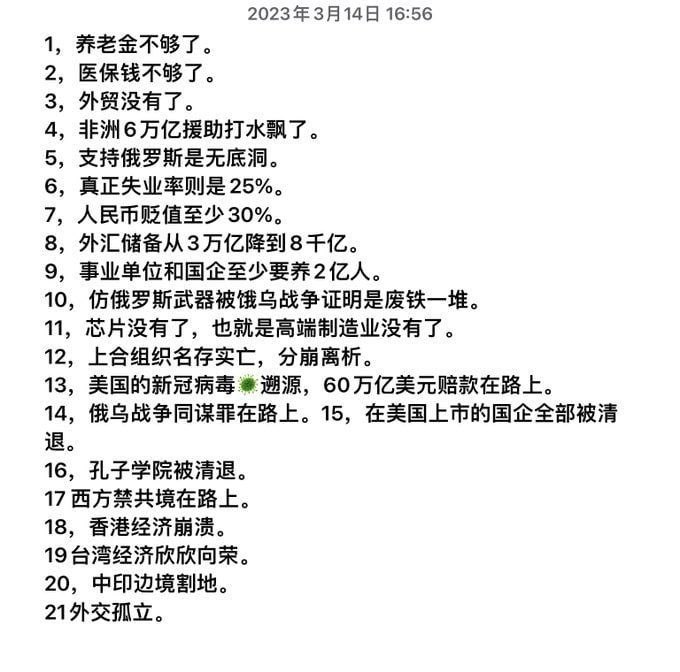 2023年3月14日 16:56
1，养老金不够了。
2，医保钱不够了。
3，外贸没有了。
4，非洲6万亿援助打水飘了。
5，支持俄罗斯是无底洞。
6，真正失业率则是25%。
7，人民币贬值至少30%。
8，外汇储备从3万亿降到8千亿。
9，事业单位和国企至少要养2亿人。
10，仿俄罗斯武器被饿乌战争证明是废铁一堆。
11，芯片没有了，也就是高端制造业没有了。
12，上合组织名存实亡，分崩离析。
13，美国的新冠病毒🦠遡源，60万亿美元赔款在路上。
14，俄乌战争同谋罪在路上。15，在美国上市的国企全部被清
退。
16，孔子学院被清退。
17 西方禁共境在路上。
18，香港经济崩溃。
19台湾经济欣欣向荣。
20，中印边境割地。
21外交孤立。